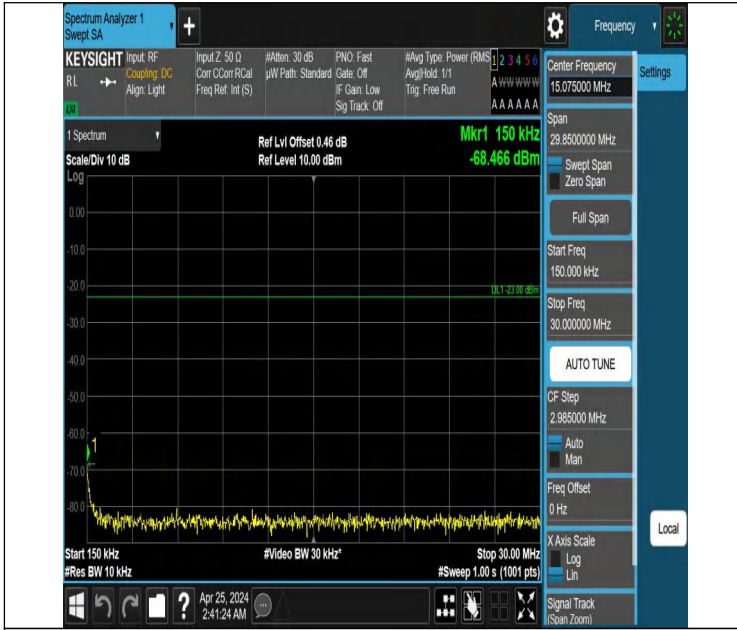 Spectrum Analyzer 1
Swept SA
+
Frequency
KEYSIGHT
RL
Input: RF
Coupling: DC
Align: Light
Input Z: 50 Ω
Corr CCorr RCal
Freq Ref: Int (S)
#Atten: 30 dB
µW Path: Standard
PNO: Fast
Gate: Off
IF Gain: Low
Sig Track: Off
#Avg Type: Power (RMS
Avg|Hold: 1/1
Trig: Free Run
1 2 3 4 5 6
A W W W W W
A A A A A A
1 Spectrum
Scale/Div 10 dB
Ref Lvl Offset 0.46 dB
Ref Level 10.00 dBm
Mkr1 150 kHz
-68.466 dBm
Log
0.00
-10.0
-20.0
DL1 -23.00 dBm
-30.0
-40.0
-50.0
-60.0
1
-70.0
-80.0
Start 150 kHz
#Res BW 10 kHz
#Video BW 30 kHz*
Stop 30.00 MHz
#Sweep 1.00 s (1001 pts)
?
Apr 25, 2024
2:41:24 AM
Center Frequency
15.075000 MHz
Settings
Span
29.8500000 MHz
Swept Span
Zero Span
Full Span
Start Freq
150.000 kHz
Stop Freq
30.000000 MHz
AUTO TUNE
CF Step
2.985000 MHz
Auto
Man
Freq Offset
0 Hz
X Axis Scale
Log
Lin
Local
Signal Track
(Span Zoom)